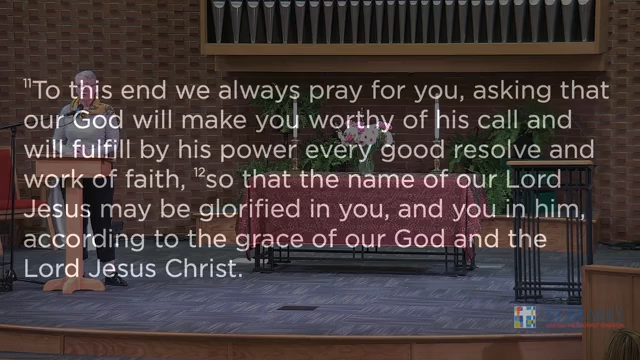 ¹¹To this end we always pray for you, asking that
our God will make you worthy of his call and
will fulfill by his power every good resolve and
work of faith, ¹²so that the name of our Lord
Jesus may be glorified in you, and you in him,
according to the grace of our God and the
Lord Jesus Christ.